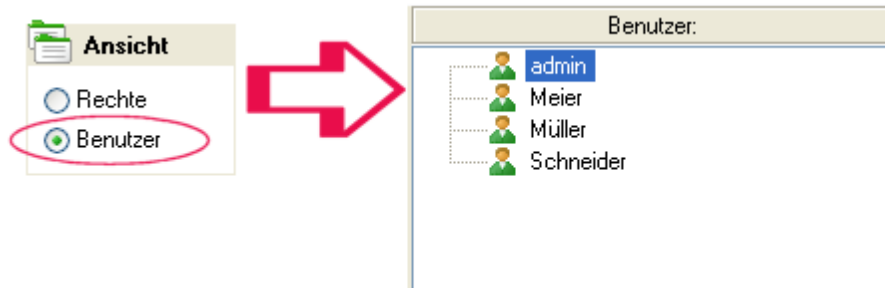 Ansicht
Rechte
Benutzer
Benutzer:
admin
Meier
Müller
Schneider